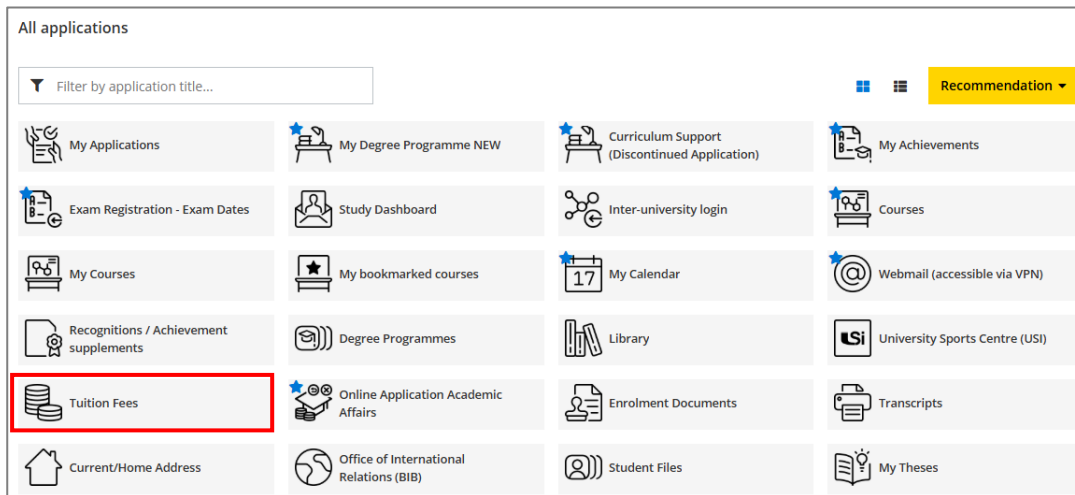 All applications
Filter by application title...
Recommendation
My Applications
My Degree Programme NEW
Curriculum Support
(Discontinued Application)
My Achievements
Exam Registration - Exam Dates
Study Dashboard
Inter-university login
Courses
My Courses
My bookmarked courses
17
My Calendar
Webmail (accessible via VPN)
Recognitions / Achievement
supplements
Degree Programmes
Library
USi
University Sports Centre (USI)
Tuition Fees
Online Application Academic
Affairs
Enrolment Documents
Transcripts
Current/Home Address
Office of International
Relations (BIB)
Student Files
My Theses